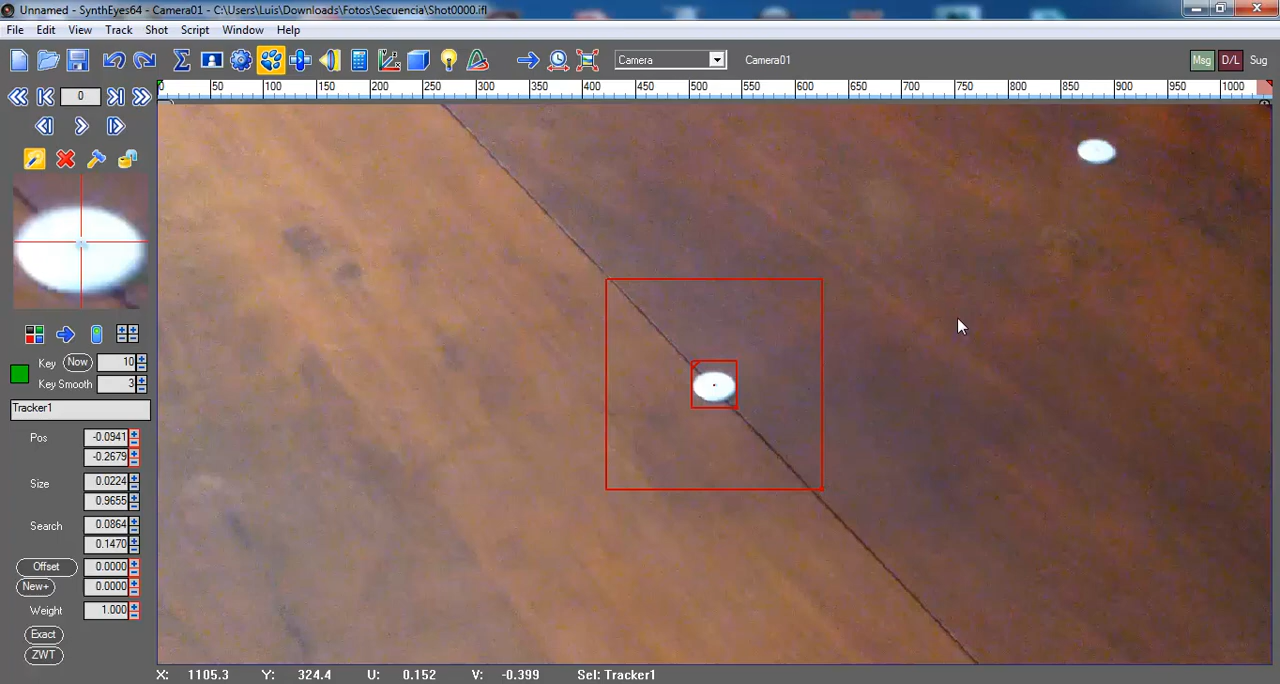 Unnamed - SynthEyes64 - Camera01 - C:\Users\Luis\Downloads\Fotos\Secuencia\Shot0000.ifl
File Edit View Track Shot Script Window Help
Camera Camera01 Msg D/L Sug
0 0 50 100 150 200 250 300 350 400 450 500 550 600 650 700 750 800 850 900 950 1000
Key Now 10
Key Smooth 3
Tracker1
Pos -0.0941
-0.2679
Size 0.0224
0.9655
Search 0.0864
0.1470
Offset 0.0000
New+ 0.0000
Weight 1.000
Exact
ZWT
X: 1105.3 Y: 324.4 U: 0.152 V: -0.399 Sel: Tracker1